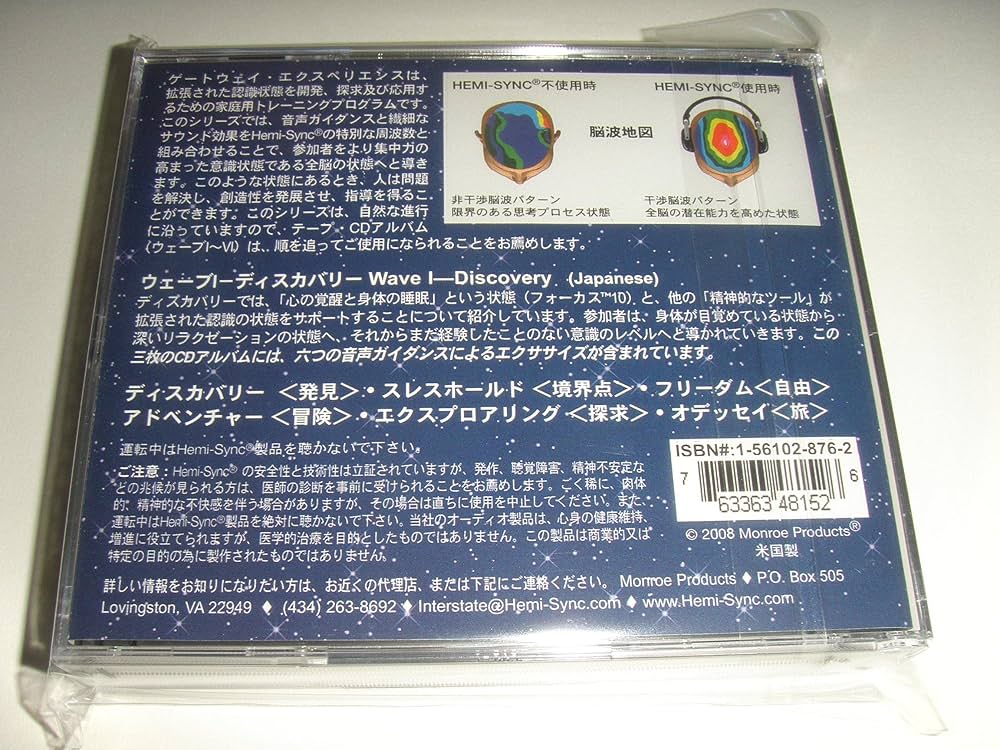 ゲートウェイ・エクスペリエンスは、
拡張された認識状態を開発、探求及び応用す
るための家庭用トレーニングプログラムです。
このシリーズでは、音声ガイダンスと繊細な
サウンド効果をHemi-Sync®の特別な周波数と
組み合わせることで、参加者をより集中力の
高まった意識状態である全脳の状態へと導き
ます。このような状態にあるとき、人は問題
を解決し、創造性を発展させ、指導を得るこ
とができます。このシリーズは、自然な進行
に沿っていますので、テープ・CDアルバム
(ウェーブI～VI) は、順を追ってご使用になられることをお薦めします。
HEMI-SYNC®不使用時
HEMI-SYNC®使用時
脳波地図
非干渉脳波パターン
限界のある思考プロセス状態
干渉脳波パターン
全脳の潜在能力を高めた状態
ウェーブI－ディスカバリー Wave I—Discovery (Japanese)
ディスカバリーでは、「心の覚醒と身体の睡眠」という状態（フォーカス™10）と、他の「精神的なツール」が
拡張された認識の状態をサポートすることについて紹介しています。参加者は、身体が目覚めている状態から
深いリラクゼーションの状態へ、それからまだ経験したことのない意識のレベルへと導かれていきます。この
三枚のCDアルバムには、六つの音声ガイダンスによるエクササイズが含まれています。
ディスカバリー ＜発見＞・スレスホールド ＜境界点＞・フリーダム＜自由＞
アドベンチャー ＜冒険＞・エクスプロアリング ＜探求＞・オデッセイ＜旅＞
運転中はHemi-Sync®製品を聴かないで下さい。
ご注意：Hemi-Sync® の安全性と技術性は立証されていますが、発作、聴覚障害、精神不安定な
どの兆候が見られる方は、医師の診断を事前に受けられることをお薦めします。ごく稀に、肉体
的、精神的な不快感を伴う場合がありますが、その場合は直ちに使用を中止してください。また、
運転中はHemi-Sync®製品を絶対に聴かないで下さい。当社のオーディオ製品は、心身の健康維持、
増進に役立てられますが、医学的治療を目的としたものではありません。この製品は商業的又は
特定の目的の為に製作されたものではありません。
ISBN#:1-56102-876-2
7 63363 48152 6
© 2008 Monroe Products®
米国製
詳しい情報をお知りになりたい方は、お近くの代理店、または下記にご連絡ください。 Monroe Products ♦ P.O. Box 505
Lovingston, VA 22949 ♦ (434) 263-8692 ♦ Interstate@Hemi-Sync.com ♦ www.Hemi-Sync.com